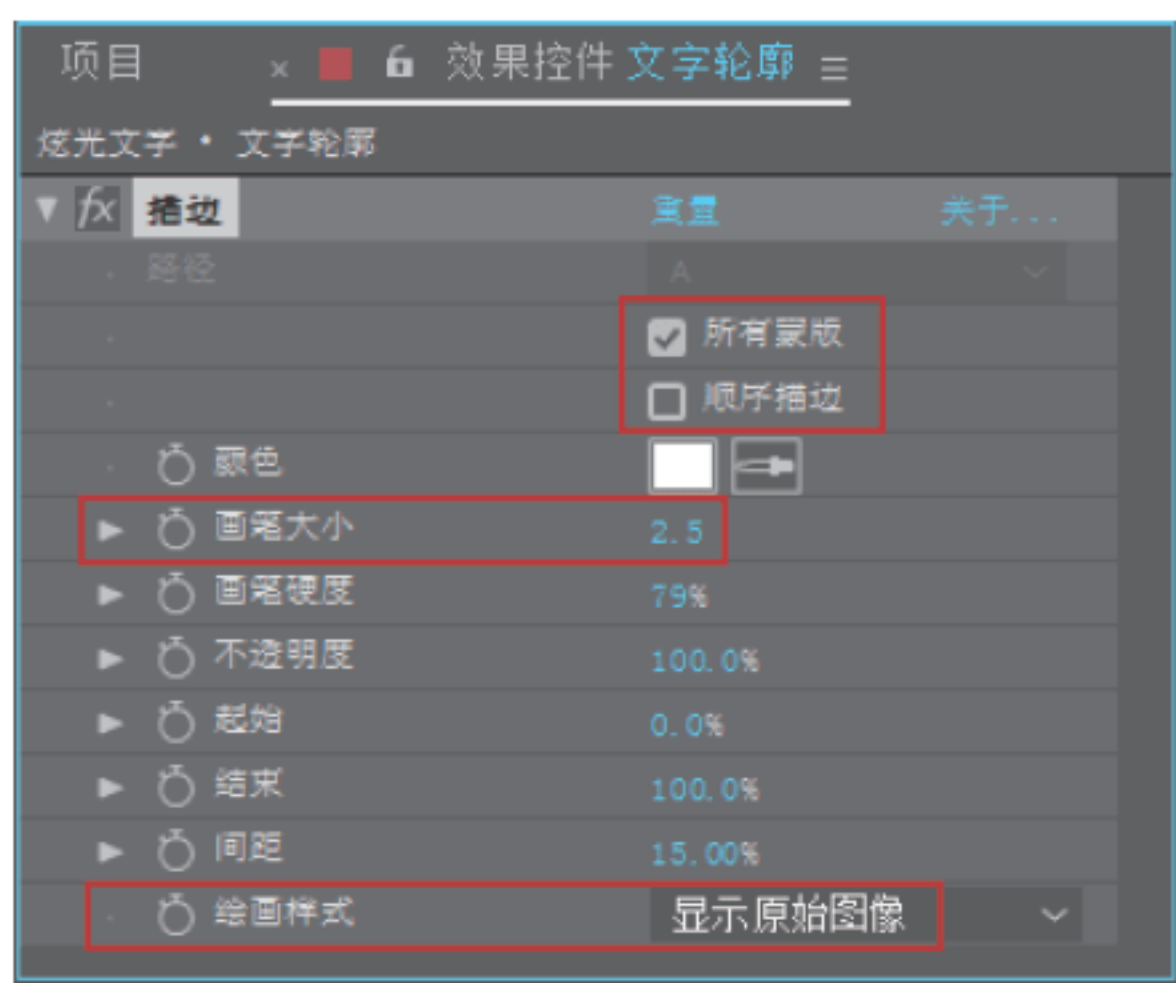 项目 × 效果控件 文字轮廓 ≡
炫光文字 · 文字轮廓
fx 描边 重置 关于...
路径 A
所有蒙版
顺序描边
颜色
画笔大小 2.5
画笔硬度 79%
不透明度 100.0%
起始 0.0%
结束 100.0%
间距 15.00%
绘画样式 显示原始图像